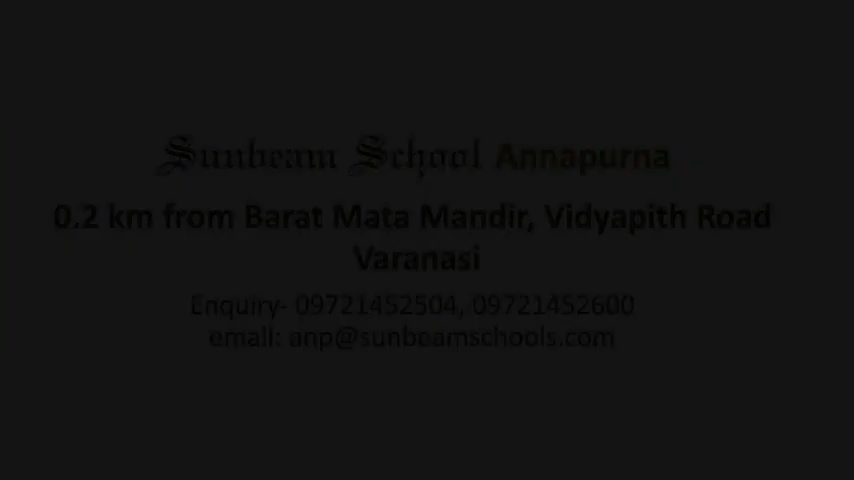 Sunbeam School Annapurna
0.2 km from Barat Mata Mandir, Vidyapith Road
Varanasi
Enquiry- 09721452504, 09721452600
email: anp@sunbeamschools.com